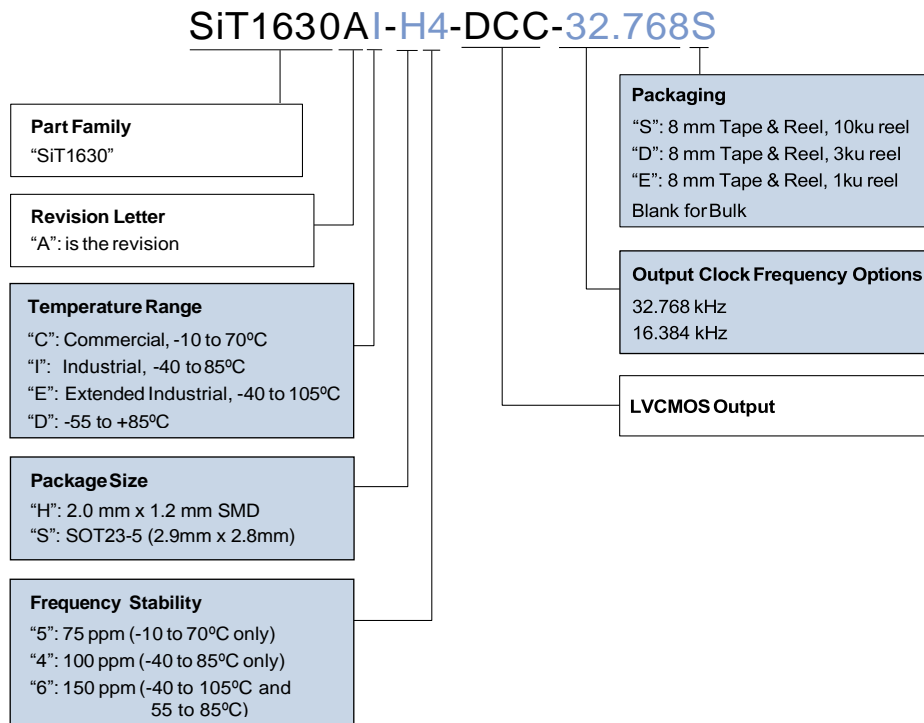 SiT1630AI-H4-DCC-32.768S
Part Family
“SiT1630”
Revision Letter
“A”: is the revision
Temperature Range
“C”: Commercial, -10 to 70ºC
“I”: Industrial, -40 to 85ºC
“E”: Extended Industrial, -40 to 105ºC
“D”: -55 to +85ºC
Package Size
“H”: 2.0 mm x 1.2 mm SMD
“S”: SOT23-5 (2.9mm x 2.8mm)
Frequency Stability
“5”: 75 ppm (-10 to 70ºC only)
“4”: 100 ppm (-40 to 85ºC only)
“6”: 150 ppm (-40 to 105ºC and
55 to 85ºC)
Packaging
“S”: 8 mm Tape & Reel, 10ku reel
“D”: 8 mm Tape & Reel, 3ku reel
“E”: 8 mm Tape & Reel, 1ku reel
Blank for Bulk
Output Clock Frequency Options
32.768 kHz
16.384 kHz
LVCMOS Output